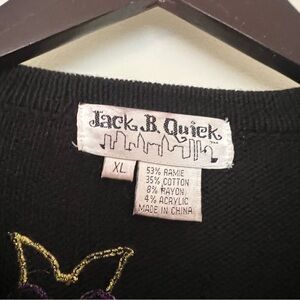 Jack B. Quick
XL
53% RAMIE
35% COTTON
8% RAYON
4% ACRYLIC
MADE IN CHINA